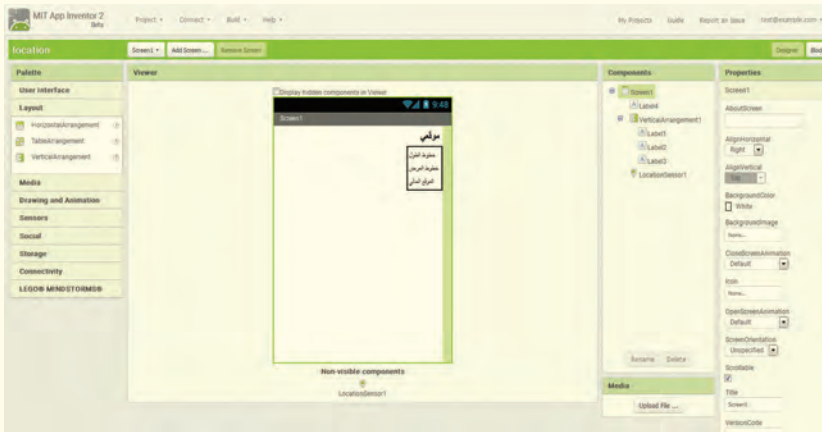 MIT App Inventor 2
Beta
Project Connect Build Help My Projects Guide Report an Issue
location Screen1 Add Screen ... Remove Screen Designer
Palette
User Interface
Layout
HorizontalArrangement
TableArrangement
VerticalArrangement
Media
Drawing and Animation
Sensors
Social
Storage
Connectivity
LEGO® MINDSTORMS®
Viewer
Display hidden components in Viewer
9:48
Screen1
موقعي
خطوط الطول
خطوط العرض
الموقع الحالي
Non-visible components
LocationSensor1
Components
Screen1
Label4
VerticalArrangement1
Label1
Label2
Label3
LocationSensor1
Rename Delete
Media
Upload File ...
Properties
Screen1
AboutScreen
AlignHorizontal
Right
AlignVertical
Top
BackgroundColor
White
BackgroundImage
None...
CloseScreenAnimation
Default
Icon
None...
OpenScreenAnimation
Default
ScreenOrientation
Unspecified
Scrollable
Title
Screen1
VersionCode